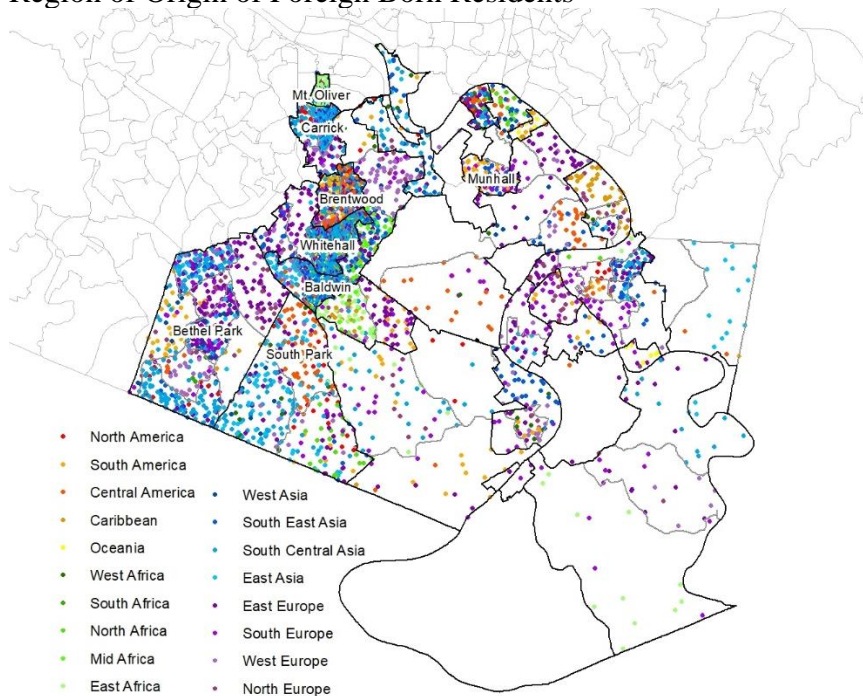 Region of Origin of Foreign Born Residents
Mt. Oliver
Carrick
Munhall
Brentwood
Whitehall
Baldwin
Bethel Park
South Park
North America
South America
Central America
Caribbean
Oceania
West Africa
South Africa
North Africa
Mid Africa
East Africa
West Asia
South East Asia
South Central Asia
East Asia
East Europe
South Europe
West Europe
North Europe